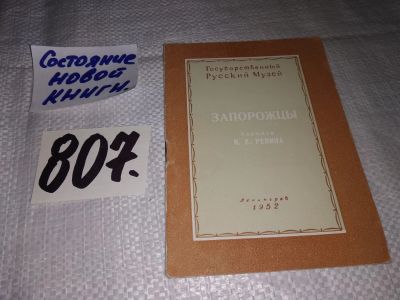 Состояние
новой
книги.
807.
Государственный
Русский Музей
ЗАПОРОЖЦЫ
Картина
И. Е. РЕПИНА
Ленинград
1952